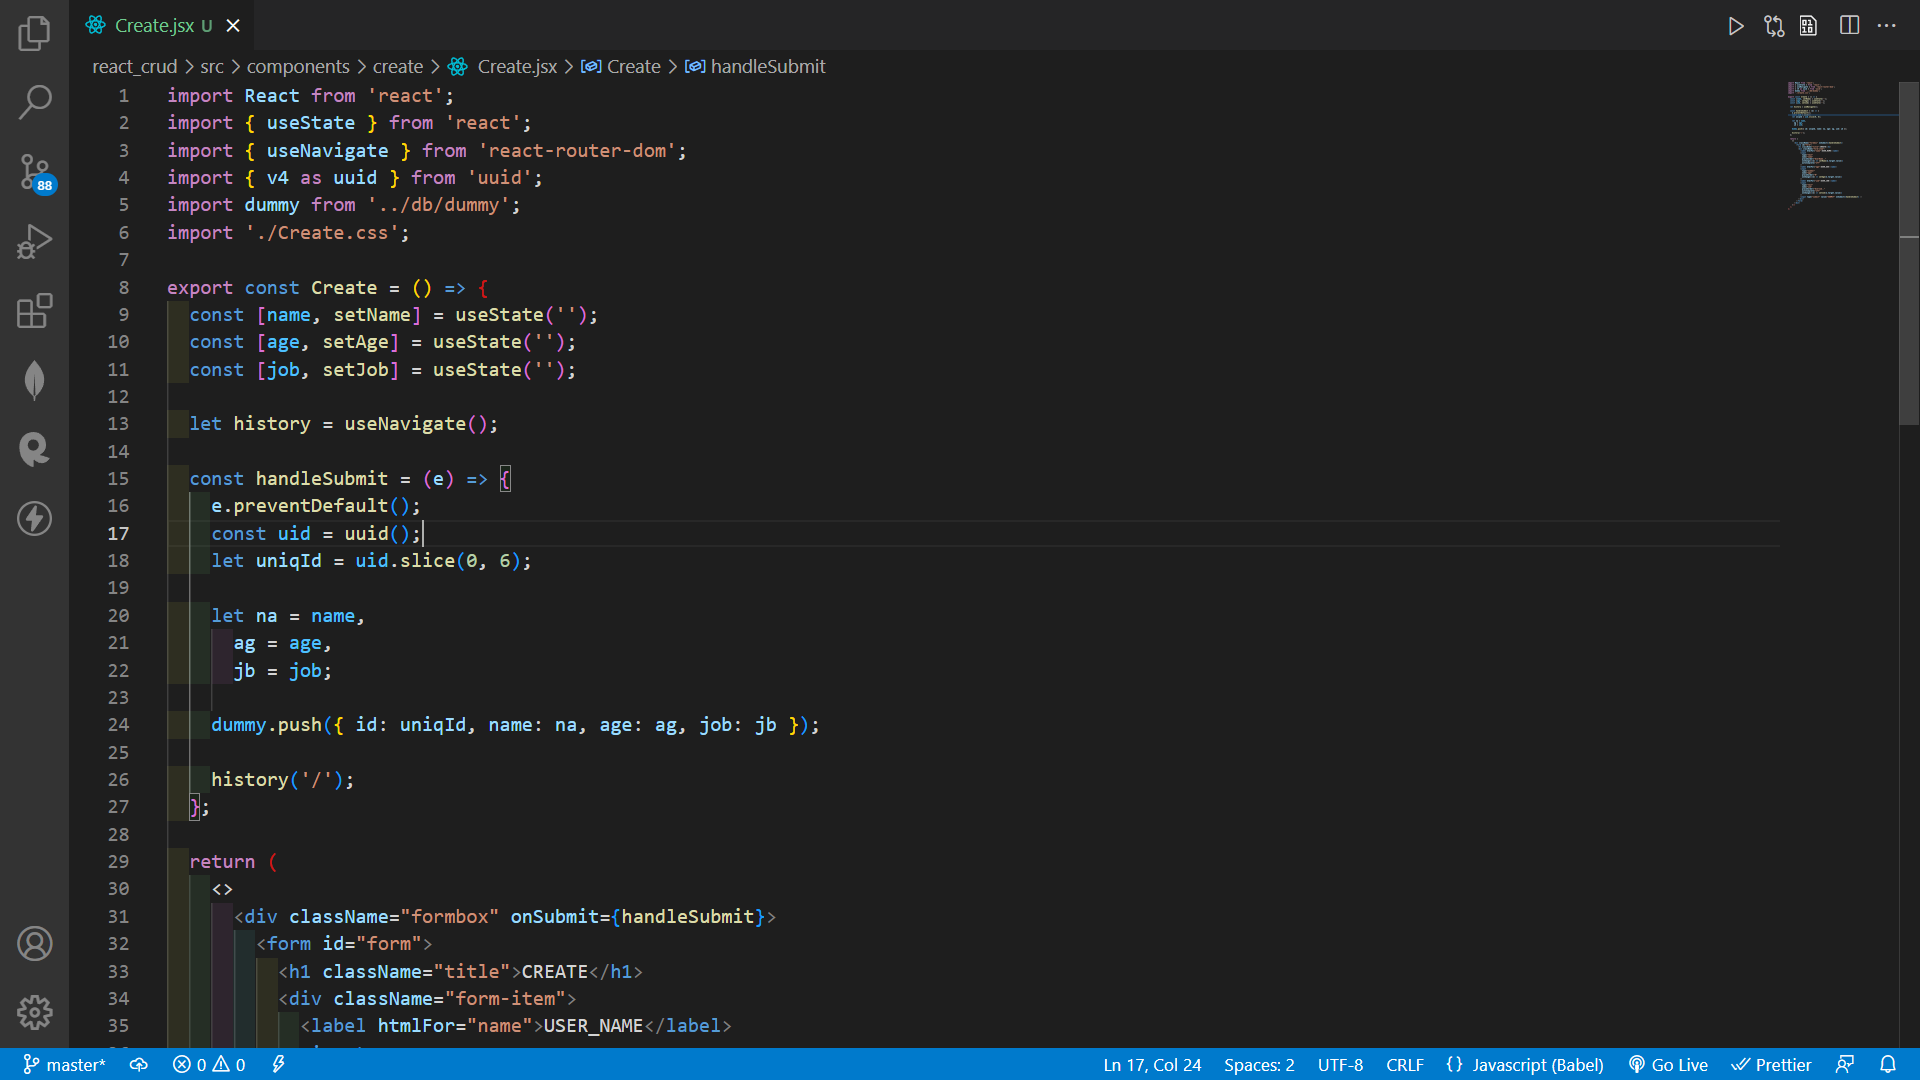 Create.jsx U
react_crud > src > components > create > Create.jsx > Create > handleSubmit
1 import React from 'react';
2 import { useState } from 'react';
3 import { useNavigate } from 'react-router-dom';
4 import { v4 as uuid } from 'uuid';
5 import dummy from '../db/dummy';
6 import './Create.css';
7
8 export const Create = () => {
9 const [name, setName] = useState('');
10 const [age, setAge] = useState('');
11 const [job, setJob] = useState('');
12
13 let history = useNavigate();
14
15 const handleSubmit = (e) => {
16 e.preventDefault();
17 const uid = uuid();
18 let uniqId = uid.slice(0, 6);
19
20 let na = name,
21 ag = age,
22 jb = job;
23
24 dummy.push({ id: uniqId, name: na, age: ag, job: jb });
25
26 history('/');
27 };
28
29 return (
30 <>
31 <div className="formbox" onSubmit={handleSubmit}>
32 <form id="form">
33 <h1 className="title">CREATE</h1>
34 <div className="form-item">
35 <label htmlFor="name">USER_NAME</label>
88
master* 0 0 Ln 17, Col 24 Spaces: 2 UTF-8 CRLF {} Javascript (Babel) Go Live Prettier